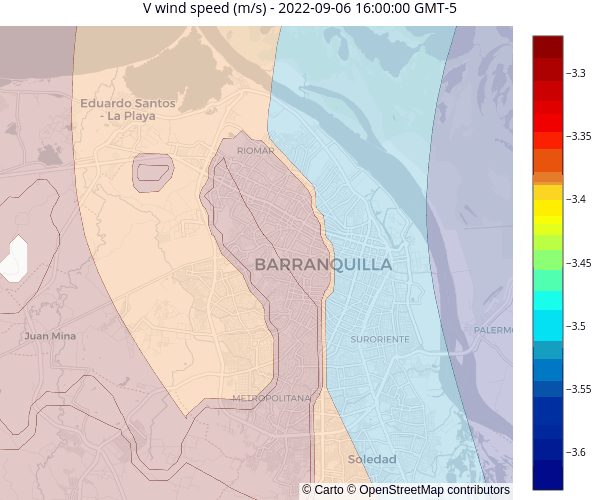 V wind speed (m/s) - 2022-09-06 16:00:00 GMT-5
−3.3
Eduardo Santos
- La Playa
−3.35
RIOMAR
−3.4
BARRANQUILLA
−3.45
−3.5
PALERMO
Juan Mina
SURORIENTE
−3.55
METROPOLITANA
−3.6
Soledad
© Carto © OpenStreetMap contributors